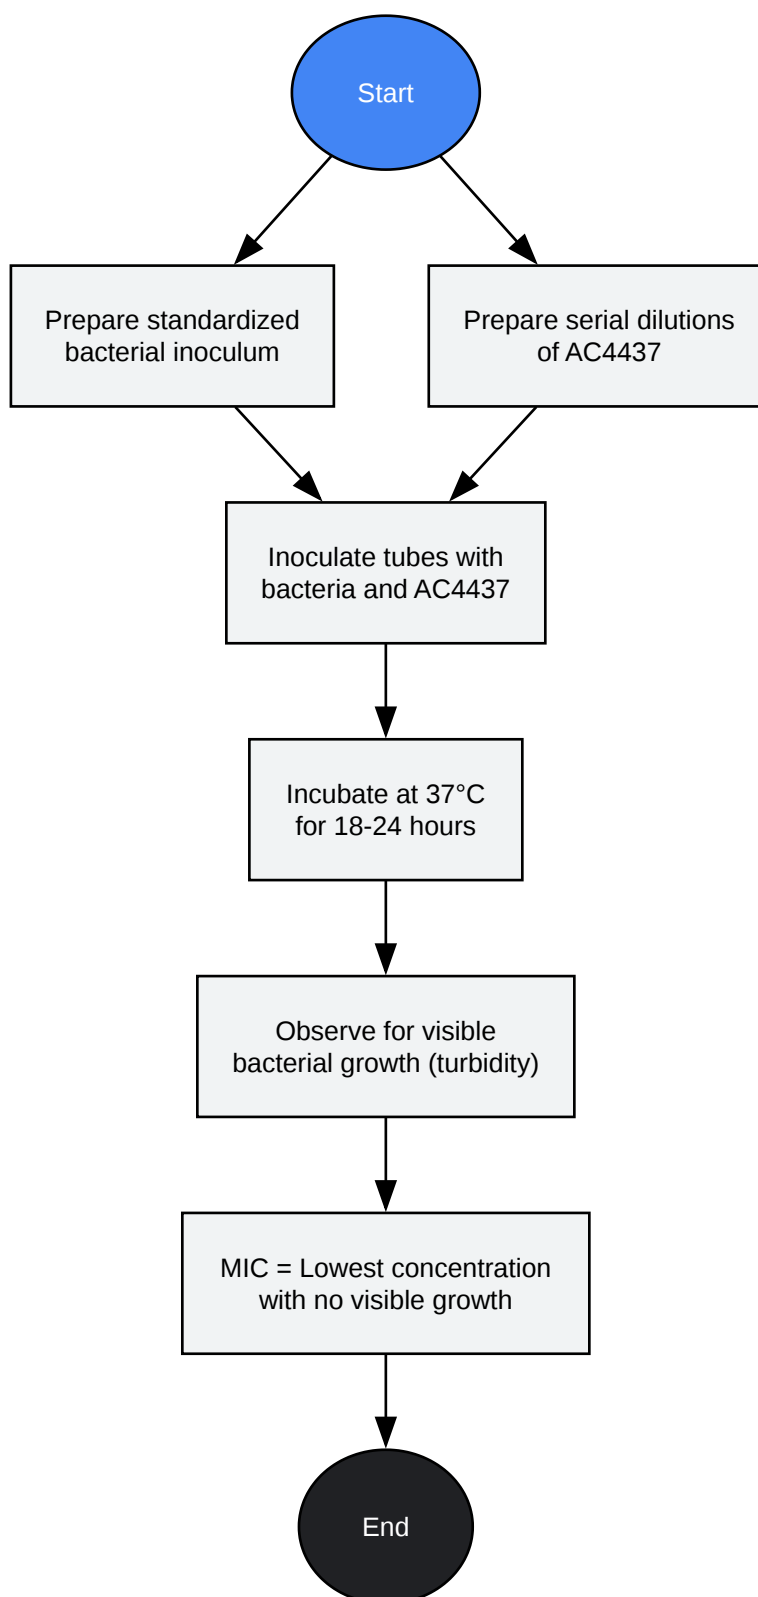 Start
Prepare standardized
bacterial inoculum
Prepare serial dilutions
of AC4437
Inoculate tubes with
bacteria and AC4437
Incubate at 37°C
for 18-24 hours
Observe for visible
bacterial growth (turbidity)
MIC = Lowest concentration
with no visible growth
End